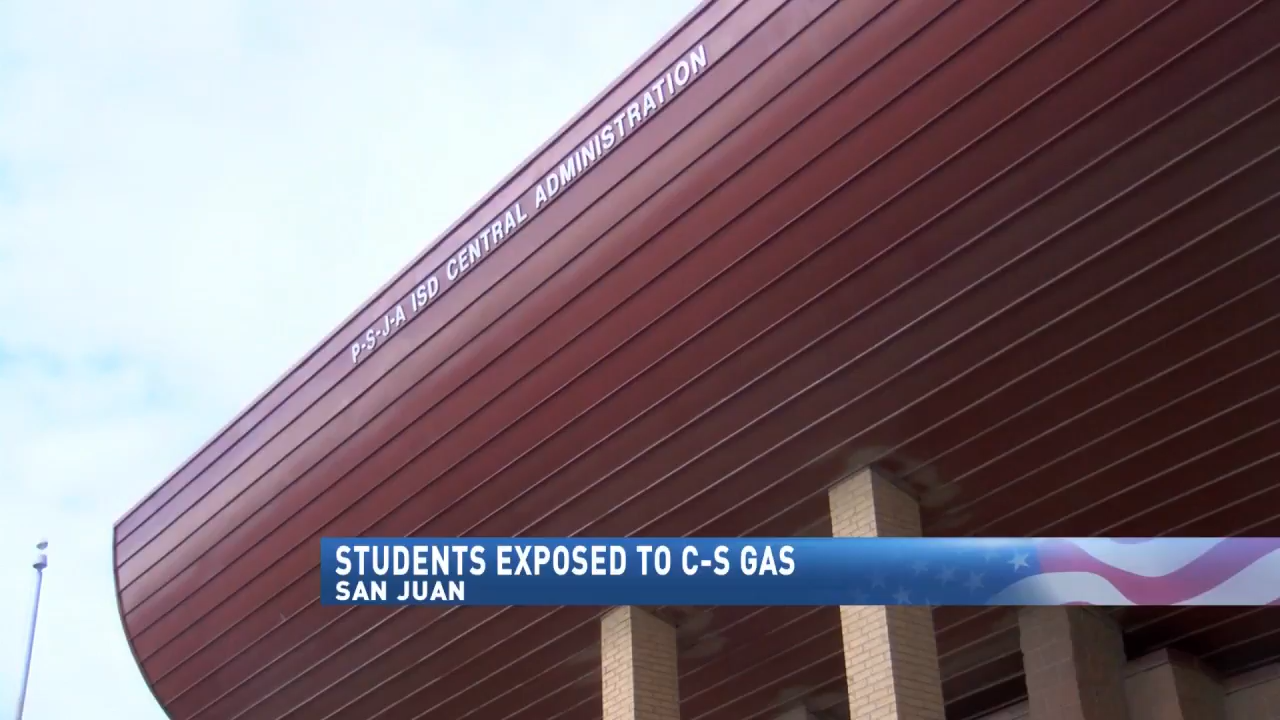 P-S-J-A ISD CENTRAL ADMINISTRATION
STUDENTS EXPOSED TO C-S GAS
SAN JUAN